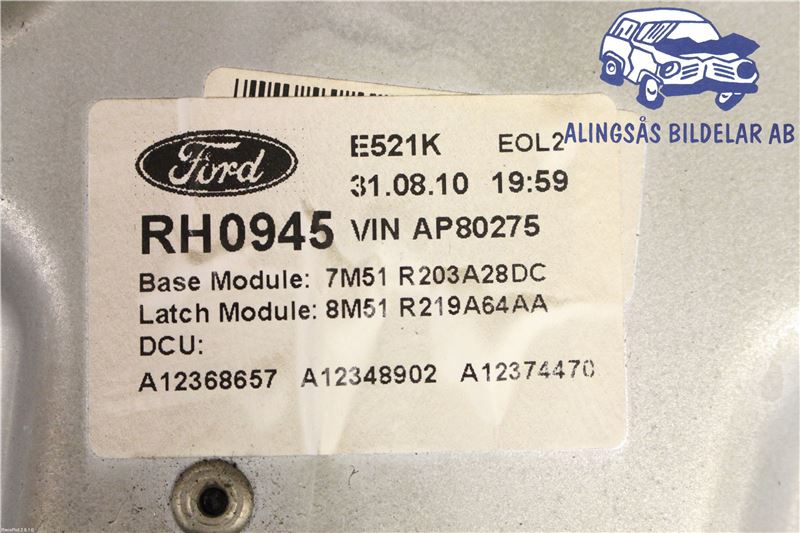 ALINGSÅS BILDELAR AB
Ford
E521K EOL2
31.08.10 19:59
RH0945 VIN AP80275
Base Module: 7M51 R203A28DC
Latch Module: 8M51 R219A64AA
DCU:
A12368657 A12348902 A12374470